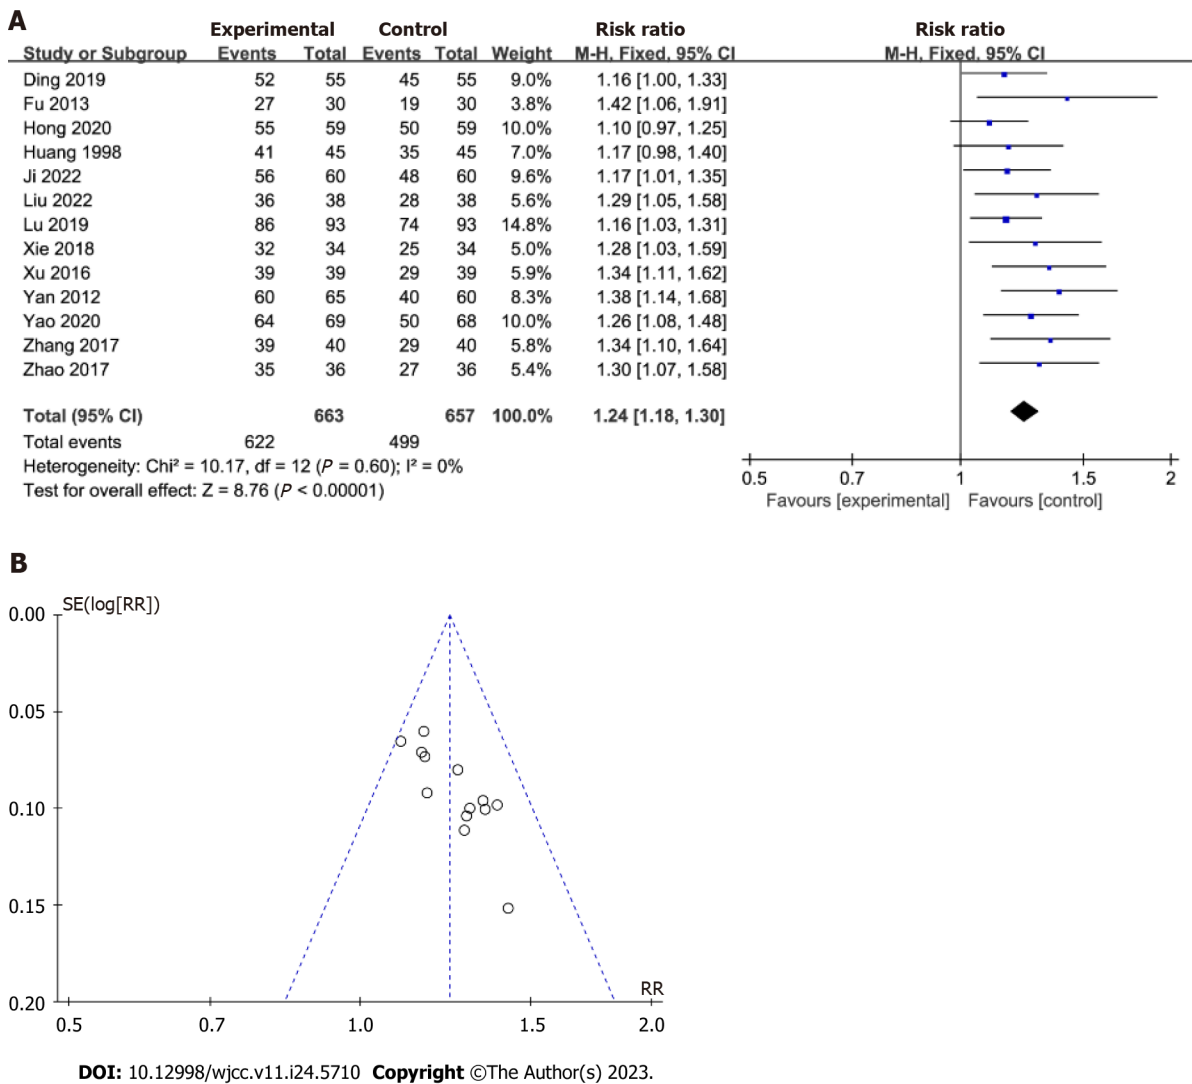 A
Experimental Control Risk ratio Risk ratio
Study or Subgroup Events Total Events Total Weight M-H, Fixed, 95% CI M-H, Fixed, 95% CI
Ding 2019 52 55 45 55 9.0% 1.16 [1.00, 1.33]
Fu 2013 27 30 19 30 3.8% 1.42 [1.06, 1.91]
Hong 2020 55 59 50 59 10.0% 1.10 [0.97, 1.25]
Huang 1998 41 45 35 45 7.0% 1.17 [0.98, 1.40]
Ji 2022 56 60 48 60 9.6% 1.17 [1.01, 1.35]
Liu 2022 36 38 28 38 5.6% 1.29 [1.05, 1.58]
Lu 2019 86 93 74 93 14.8% 1.16 [1.03, 1.31]
Xie 2018 32 34 25 34 5.0% 1.28 [1.03, 1.59]
Xu 2016 39 39 29 39 5.9% 1.34 [1.11, 1.62]
Yan 2012 60 65 40 60 8.3% 1.38 [1.14, 1.68]
Yao 2020 64 69 50 68 10.0% 1.26 [1.08, 1.48]
Zhang 2017 39 40 29 40 5.8% 1.34 [1.10, 1.64]
Zhao 2017 35 36 27 36 5.4% 1.30 [1.07, 1.58]
Total (95% CI) 663 657 100.0% 1.24 [1.18, 1.30]
Total events 622 499
Heterogeneity: Chi² = 10.17, df = 12 (P = 0.60); I² = 0%
Test for overall effect: Z = 8.76 (P < 0.00001)
0.5 0.7 1 1.5 2
Favours [experimental] Favours [control]
B
SE(log[RR])
0.00
0.05
0.10
0.15
0.20
RR
0.5 0.7 1.0 1.5 2.0
DOI: 10.12998/wjcc.v11.i24.5710 Copyright ©The Author(s) 2023.